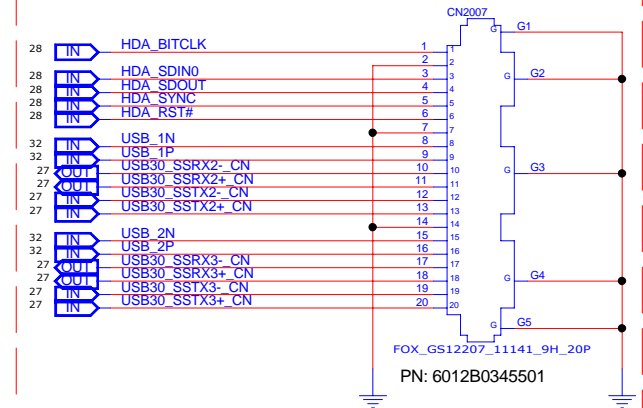 CN2007
G G1
28 IN HDA_BITCLK 1 1
2 2
28 IN HDA_SDIN0 3 3 G G2
28 IN HDA_SDOUT 4 4
28 IN HDA_SYNC 5 5
28 IN HDA_RST# 6 6
7 7
32 IN USB_1N 8 8
32 IN USB_1P 9 9
27 OUT USB30_SSRX2-_CN 10 10 G G3
27 OUT USB30_SSRX2+_CN 11 11
27 IN USB30_SSTX2-_CN 12 12
27 IN USB30_SSTX2+_CN 13 13
14 14
32 IN USB_2N 15 15
32 IN USB_2P 16 16
27 OUT USB30_SSRX3-_CN 17 17
27 OUT USB30_SSRX3+_CN 18 18 G G4
27 IN USB30_SSTX3-_CN 19 19
27 IN USB30_SSTX3+_CN 20 20
G G5
FOX_GS12207_11141_9H_20P
PN: 6012B0345501